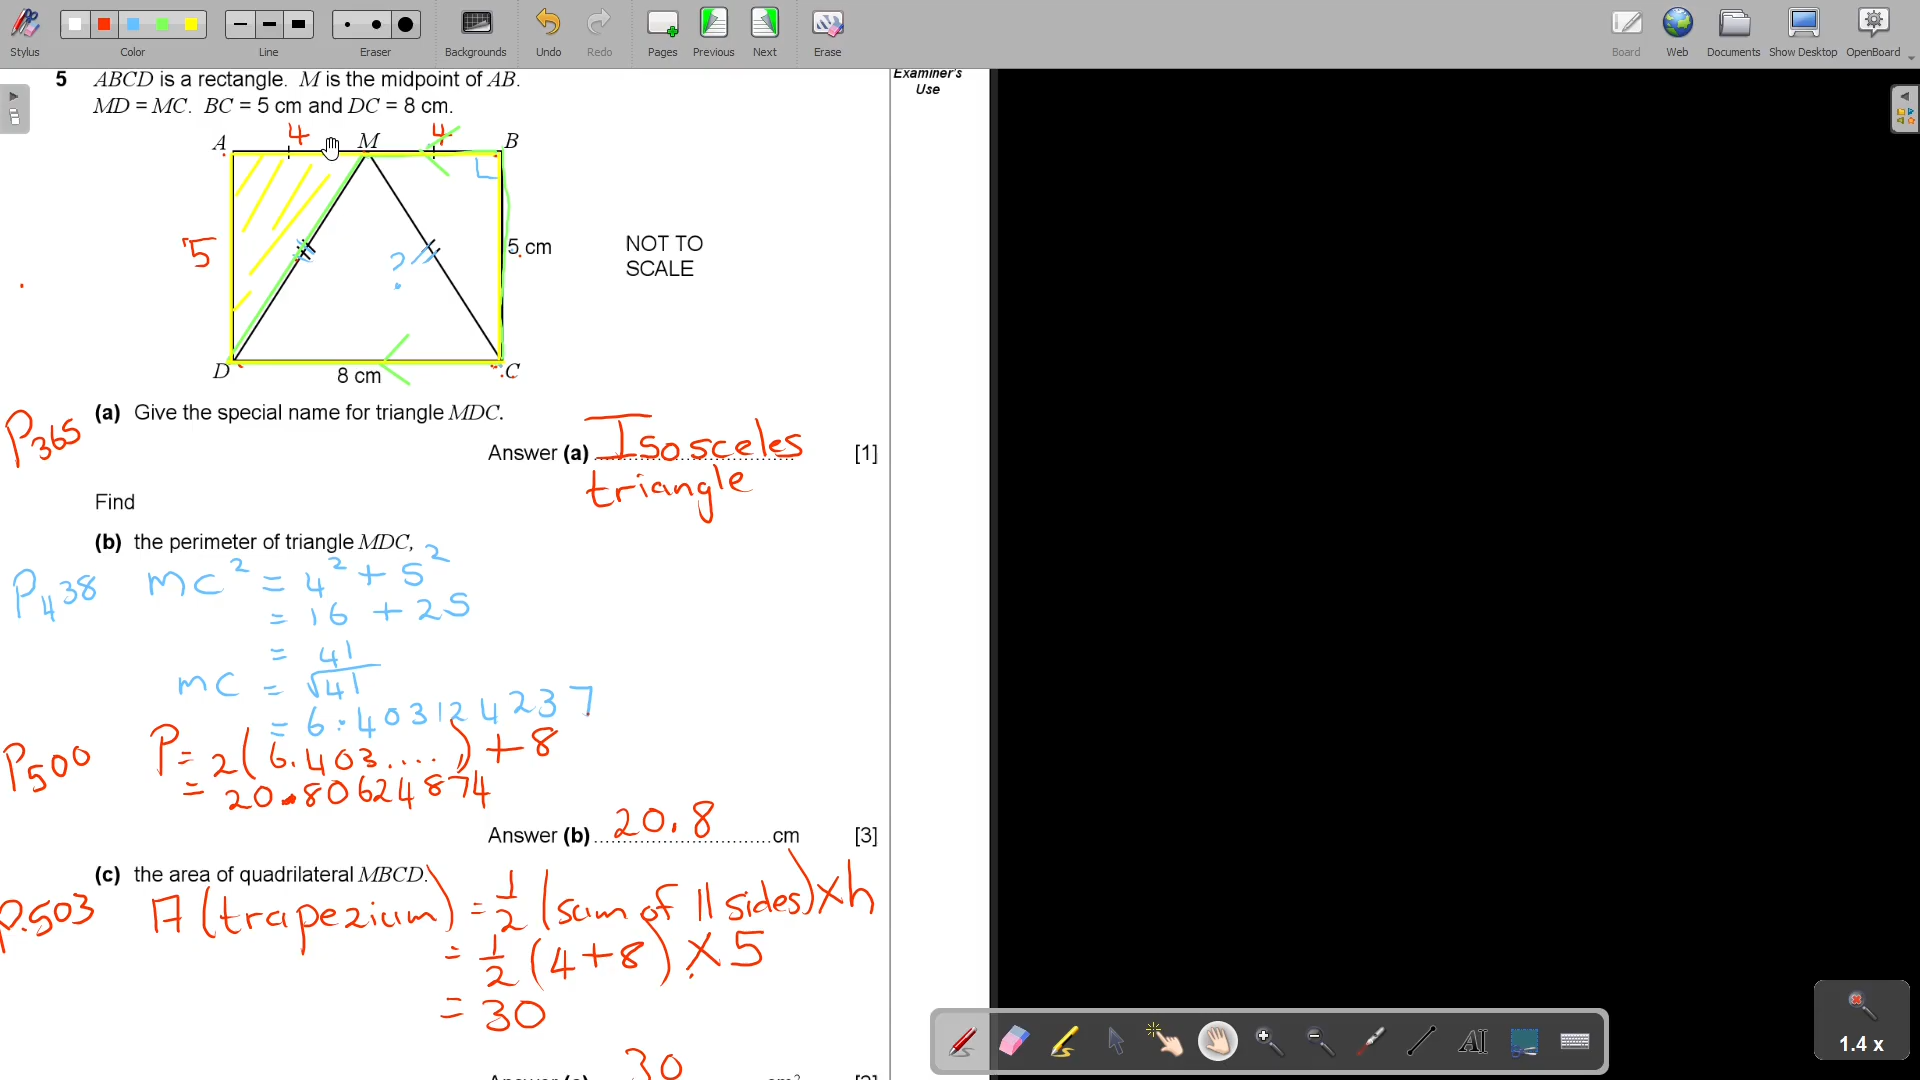 Stylus Color Line Eraser Backgrounds Undo Redo Pages Previous Next Erase Board Web Documents Show Desktop OpenBoard
Examiner's
Use
5 ABCD is a rectangle. M is the midpoint of AB.
MD = MC. BC = 5 cm and DC = 8 cm.
4 4
A M B
5 ? 5 cm
NOT TO
SCALE
D 8 cm C
P365 (a) Give the special name for triangle MDC.
Answer (a) Isosceles [1]
triangle
Find
(b) the perimeter of triangle MDC,
P438 mc² = 4² + 5²
= 16 + 25
= 41
mc = √41
= 6.403124237
P500 P = 2(6.403....) + 8
= 20.80624874
Answer (b) 20.8 cm [3]
(c) the area of quadrilateral MBCD.
P.503 A (trapezium) = 1/2 (sum of || sides) × h
= 1/2 (4+8) × 5
= 30
30
AI
1.4 x